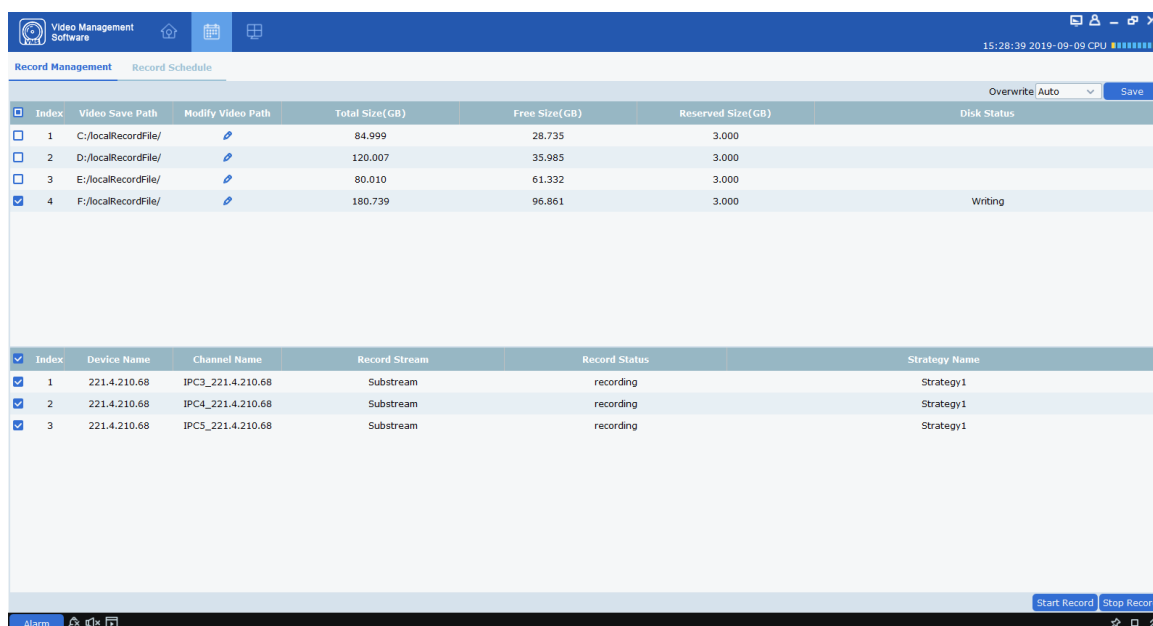 Video Management
Software
15:28:39 2019-09-09 CPU
Record Management Record Schedule
Overwrite Auto Save
Index Video Save Path Modify Video Path Total Size(GB) Free Size(GB) Reserved Size(GB) Disk Status
1 C:/localRecordFile/ 84.999 28.735 3.000
2 D:/localRecordFile/ 120.007 35.985 3.000
3 E:/localRecordFile/ 80.010 61.332 3.000
4 F:/localRecordFile/ 180.739 96.861 3.000 Writing
Index Device Name Channel Name Record Stream Record Status Strategy Name
1 221.4.210.68 IPC3_221.4.210.68 Substream recording Strategy1
2 221.4.210.68 IPC4_221.4.210.68 Substream recording Strategy1
3 221.4.210.68 IPC5_221.4.210.68 Substream recording Strategy1
Start Record Stop Recor
Alarm